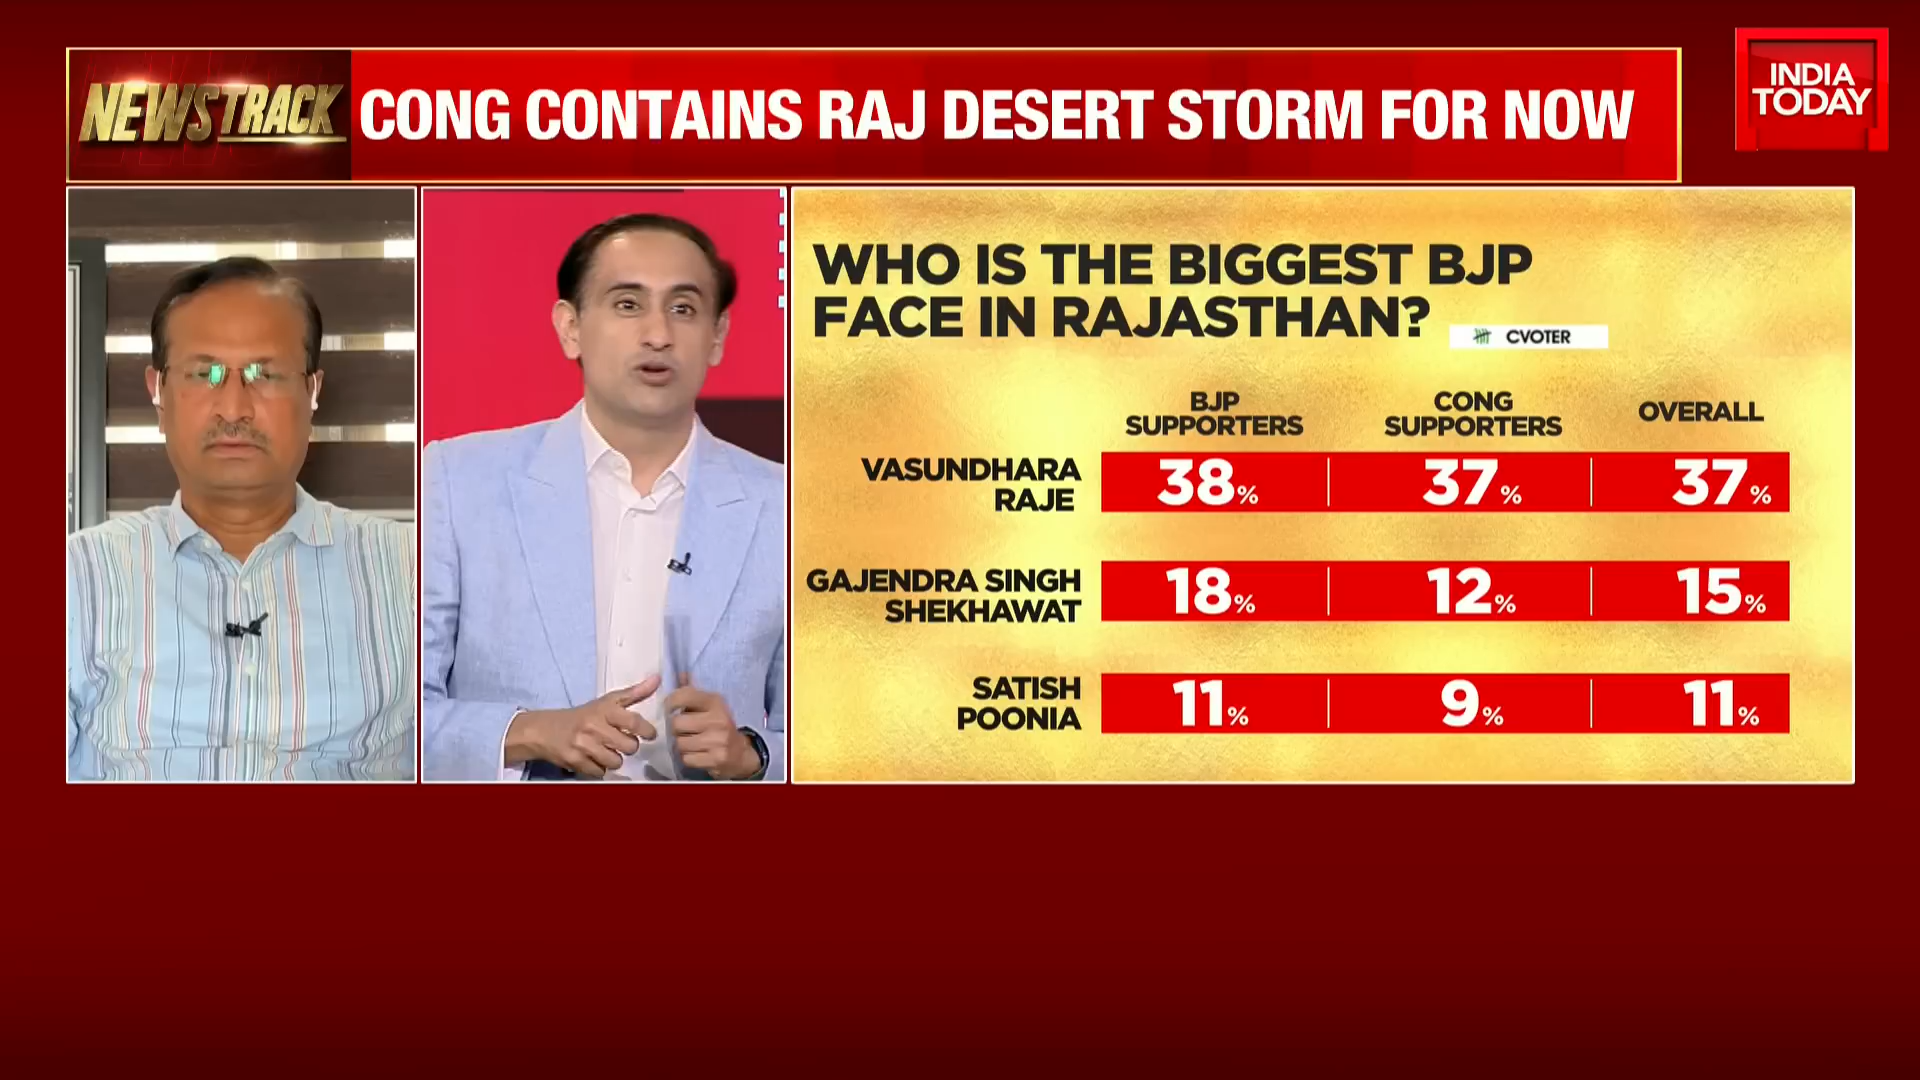 NEWSTRACK
CONG CONTAINS RAJ DESERT STORM FOR NOW
INDIA
TODAY
WHO IS THE BIGGEST BJP
FACE IN RAJASTHAN?
CVOTER
BJP
SUPPORTERS
CONG
SUPPORTERS
OVERALL
VASUNDHARA
RAJE
38%
37%
37%
GAJENDRA SINGH
SHEKHAWAT
18%
12%
15%
SATISH
POONIA
11%
9%
11%